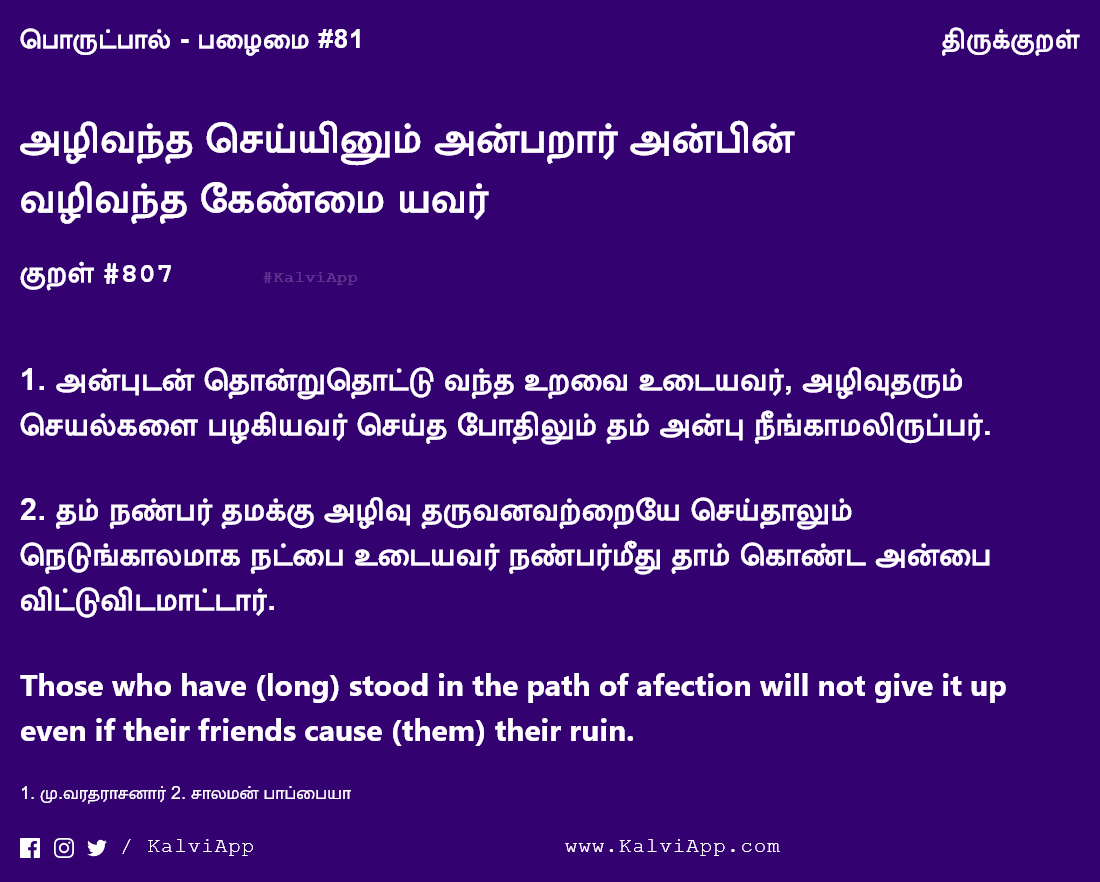 பொருட்பால் - பழைமை #81
திருக்குறள்
அழிவந்த செய்யினும் அன்பறார் அன்பின்
வழிவந்த கேண்மை யவர்
குறள் #807
#KalviApp
1. அன்புடன் தொன்றுதொட்டு வந்த உறவை உடையவர், அழிவுதரும்
செயல்களை பழகியவர் செய்த போதிலும் தம் அன்பு நீங்காமலிருப்பர்.
2. தம் நண்பர் தமக்கு அழிவு தருவனவற்றையே செய்தாலும்
நெடுங்காலமாக நட்பை உடையவர் நண்பர்மீது தாம் கொண்ட அன்பை
விட்டுவிடமாட்டார்.
Those who have (long) stood in the path of afection will not give it up
even if their friends cause (them) their ruin.
1. மு.வரதராசனார் 2. சாலமன் பாப்பையா
/ KalviApp
www.KalviApp.com